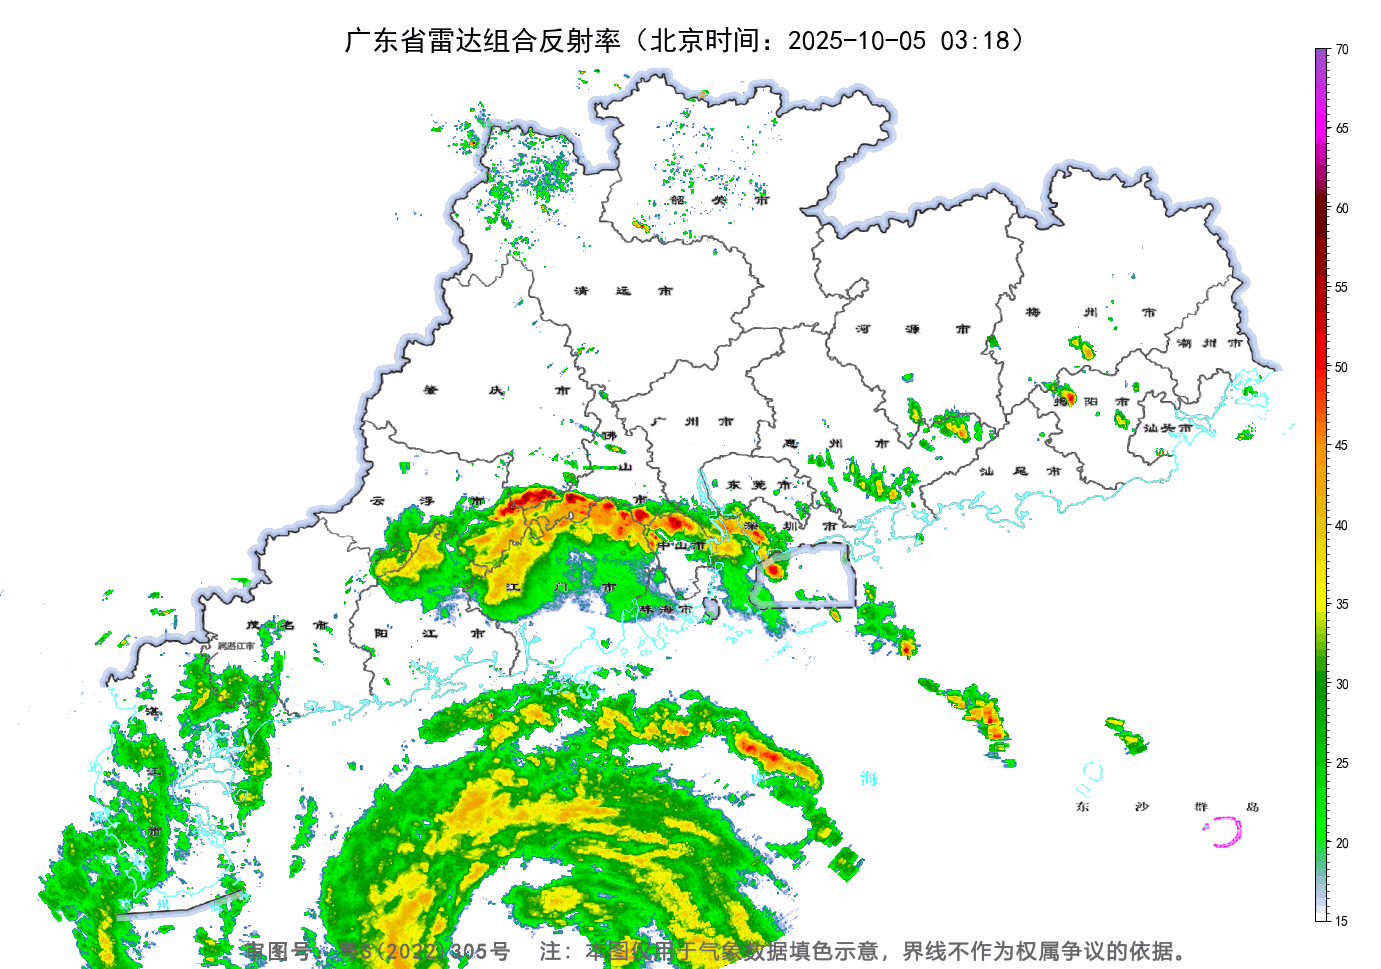 广东省雷达组合反射率（北京时间：2025-10-05 03:18）
70
65
60
55
50
45
40
35
30
25
20
15
韶关市
清远市
河源市
梅州市
潮州市
肇庆市
广州市
惠州市
揭阳市
汕头市
佛山市
东莞市
汕尾市
云浮市
深圳市
中山市
江门市
珠海市
茂名市
属湛江市
阳江市
湛江市
海
东沙群岛
州
审图号：粤S(2022)305号 注：本图仅用于气象数据填色示意，界线不作为权属争议的依据。